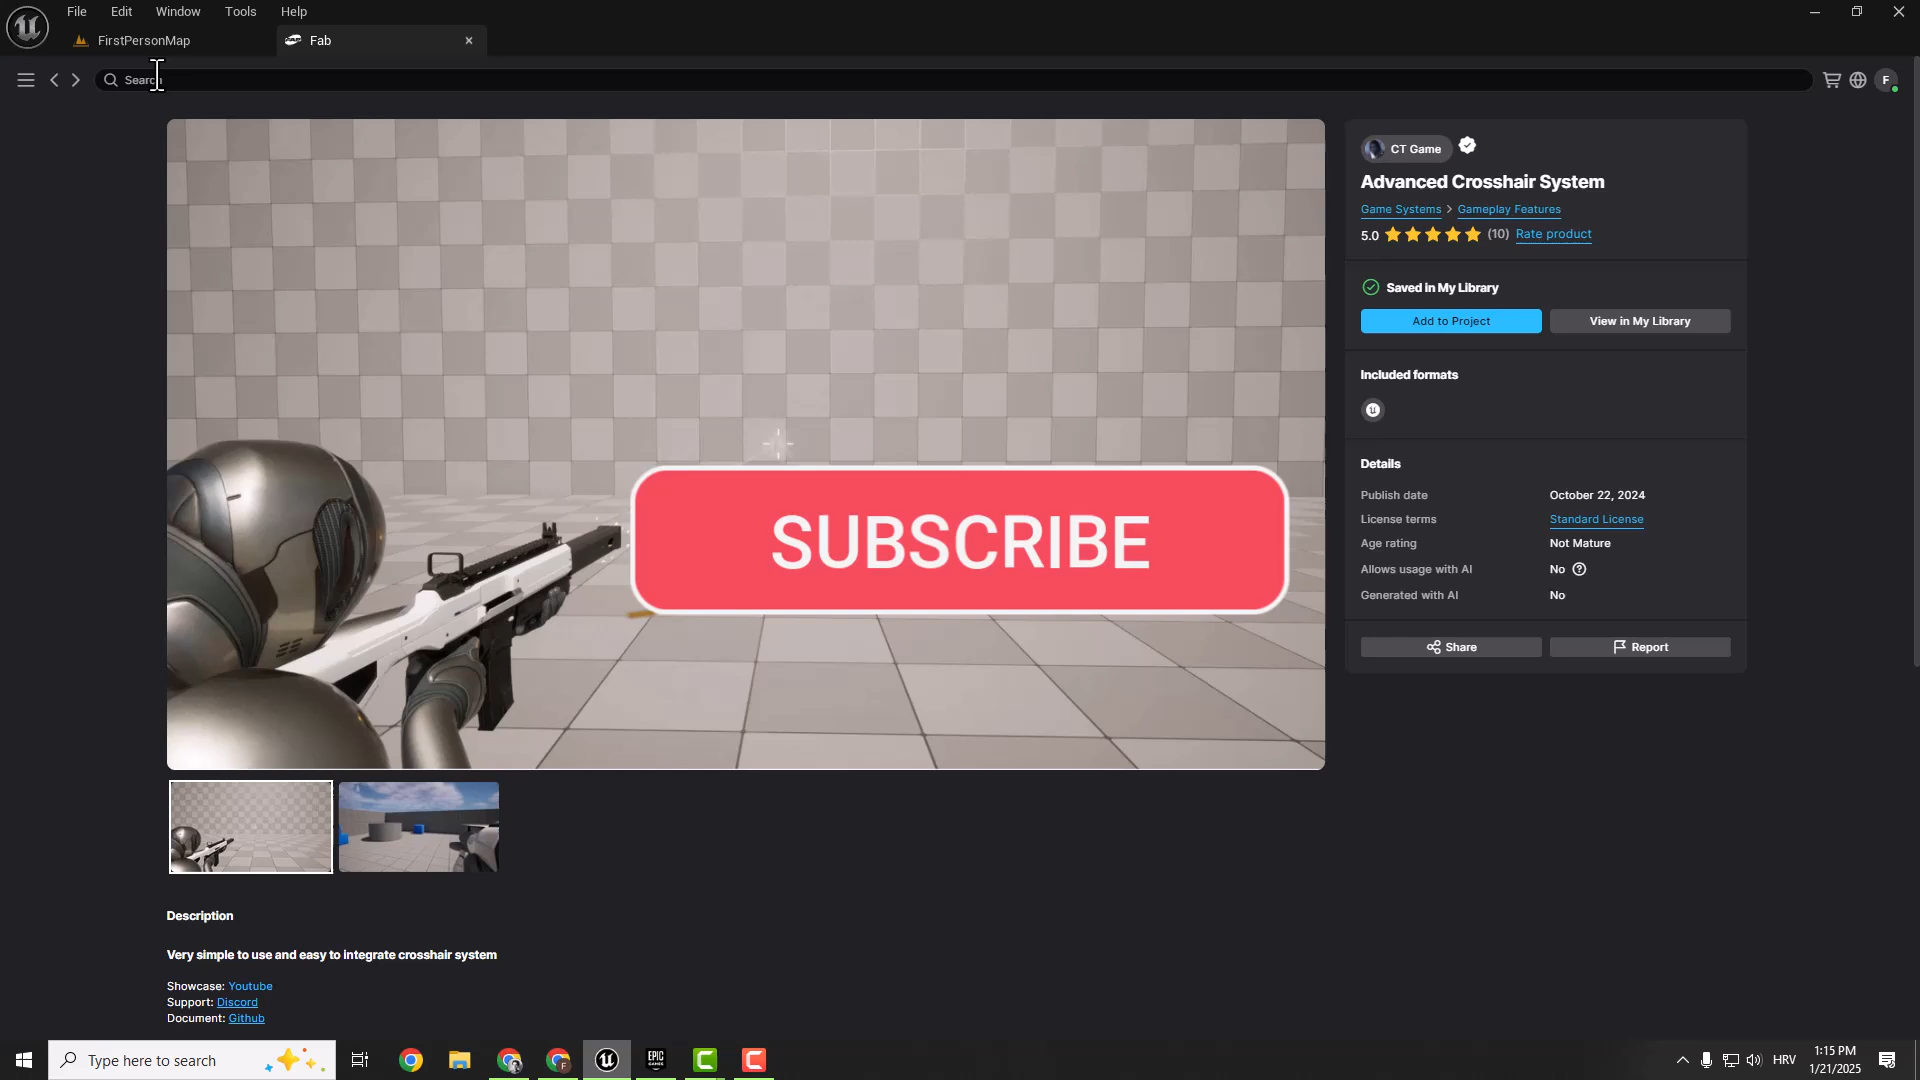 File Edit Window Tools Help
FirstPersonMap
Fab
Search
F
CT Game
Advanced Crosshair System
Game Systems > Gameplay Features
5.0 (10) Rate product
Saved in My Library
Add to Project
View in My Library
Included formats
Details
Publish date October 22, 2024
License terms Standard License
Age rating Not Mature
Allows usage with AI No
Generated with AI No
Share
Report
SUBSCRIBE
Description
Very simple to use and easy to integrate crosshair system
Showcase: Youtube
Support: Discord
Document: Github
Type here to search
EPIC GAMES
HRV
1:15 PM
1/21/2025